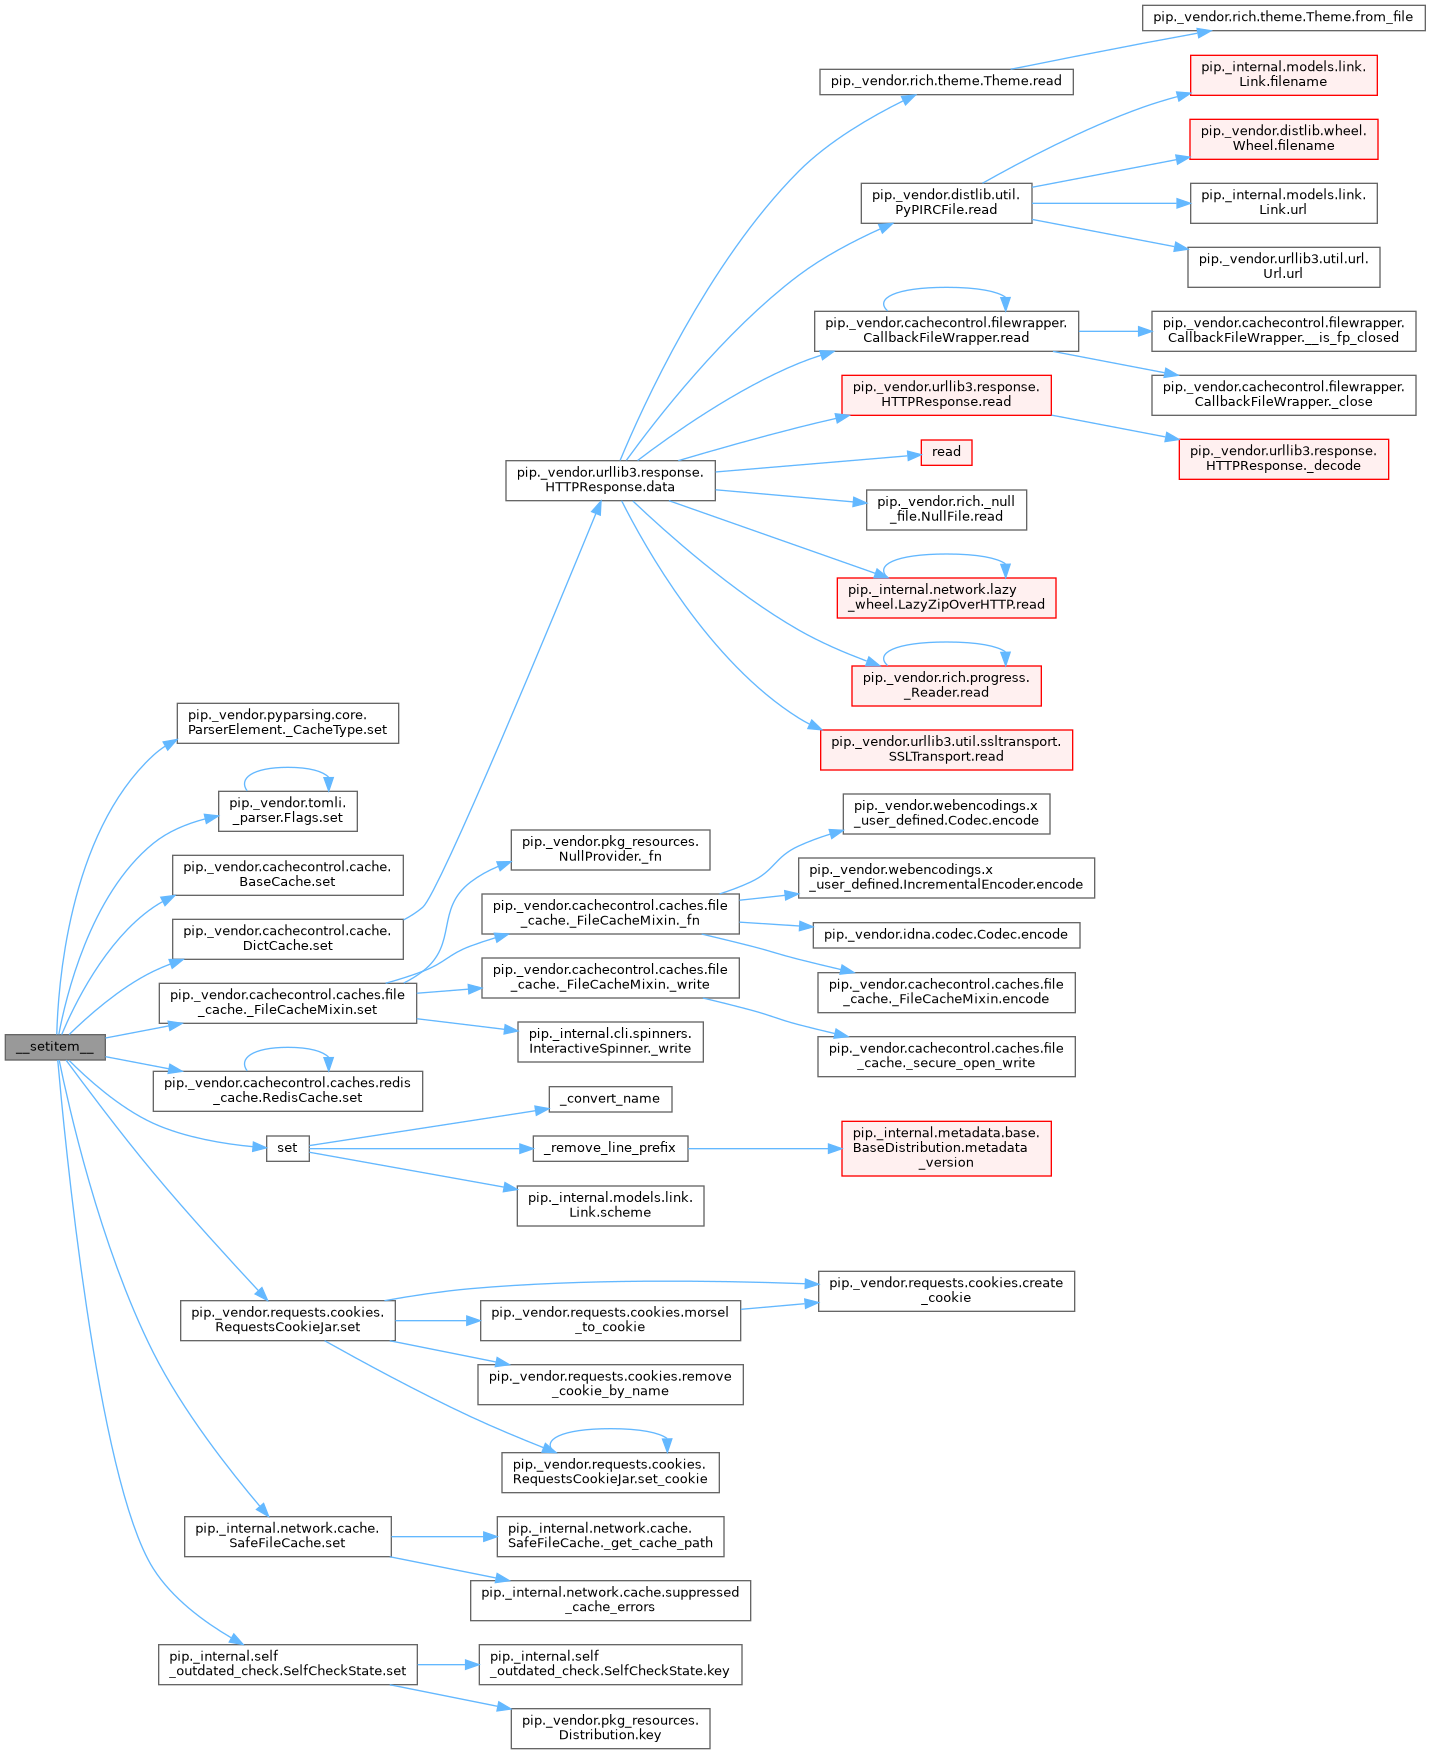 __setitem__
pip._vendor.pyparsing.core.
ParserElement._CacheType.set
pip._vendor.tomli.
_parser.Flags.set
pip._vendor.cachecontrol.cache.
BaseCache.set
pip._vendor.cachecontrol.cache.
DictCache.set
pip._vendor.cachecontrol.caches.file
_cache._FileCacheMixin.set
pip._vendor.cachecontrol.caches.redis
_cache.RedisCache.set
set
pip._vendor.requests.cookies.
RequestsCookieJar.set
pip._internal.network.cache.
SafeFileCache.set
pip._internal.self
_outdated_check.SelfCheckState.set
pip._vendor.urllib3.response.
HTTPResponse.data
pip._vendor.pkg_resources.
NullProvider._fn
pip._vendor.cachecontrol.caches.file
_cache._FileCacheMixin._fn
pip._vendor.cachecontrol.caches.file
_cache._FileCacheMixin._write
pip._internal.cli.spinners.
InteractiveSpinner._write
_convert_name
_remove_line_prefix
pip._internal.models.link.
Link.scheme
pip._vendor.requests.cookies.morsel
_to_cookie
pip._vendor.requests.cookies.remove
_cookie_by_name
pip._vendor.requests.cookies.
RequestsCookieJar.set_cookie
pip._internal.network.cache.
SafeFileCache._get_cache_path
pip._internal.network.cache.suppressed
_cache_errors
pip._internal.self
_outdated_check.SelfCheckState.key
pip._vendor.pkg_resources.
Distribution.key
pip._vendor.rich.theme.Theme.read
pip._vendor.distlib.util.
PyPIRCFile.read
pip._vendor.cachecontrol.filewrapper.
CallbackFileWrapper.read
pip._vendor.urllib3.response.
HTTPResponse.read
read
pip._vendor.rich._null
_file.NullFile.read
pip._internal.network.lazy
_wheel.LazyZipOverHTTP.read
pip._vendor.rich.progress.
_Reader.read
pip._vendor.urllib3.util.ssltransport.
SSLTransport.read
pip._vendor.webencodings.x
_user_defined.Codec.encode
pip._vendor.webencodings.x
_user_defined.IncrementalEncoder.encode
pip._vendor.idna.codec.Codec.encode
pip._vendor.cachecontrol.caches.file
_cache._FileCacheMixin.encode
pip._vendor.cachecontrol.caches.file
_cache._secure_open_write
pip._internal.metadata.base.
BaseDistribution.metadata
_version
pip._vendor.requests.cookies.create
_cookie
pip._vendor.rich.theme.Theme.from_file
pip._internal.models.link.
Link.filename
pip._vendor.distlib.wheel.
Wheel.filename
pip._internal.models.link.
Link.url
pip._vendor.urllib3.util.url.
Url.url
pip._vendor.cachecontrol.filewrapper.
CallbackFileWrapper.__is_fp_closed
pip._vendor.cachecontrol.filewrapper.
CallbackFileWrapper._close
pip._vendor.urllib3.response.
HTTPResponse._decode